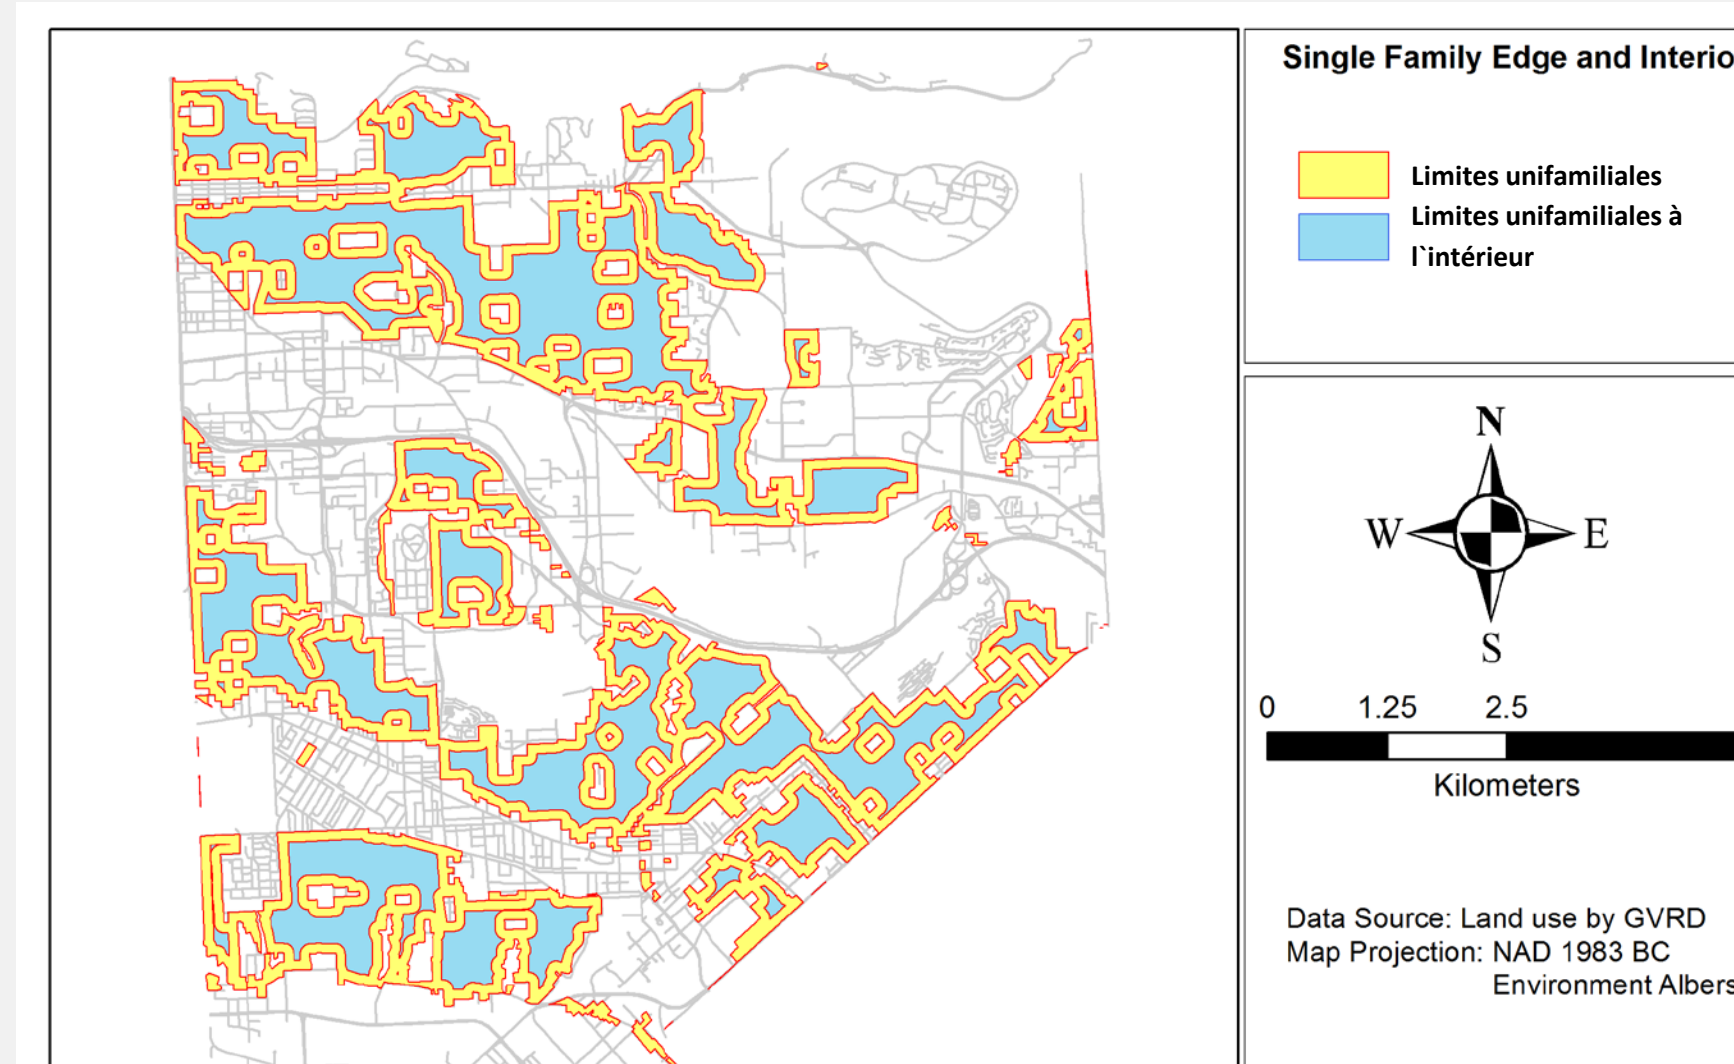 Single Family Edge and Interio
Limites unifamiliales
Limites unifamiliales à
l`intérieur
N
W E
S
0 1.25 2.5
Kilometers
Data Source: Land use by GVRD
Map Projection: NAD 1983 BC
Environment Albers